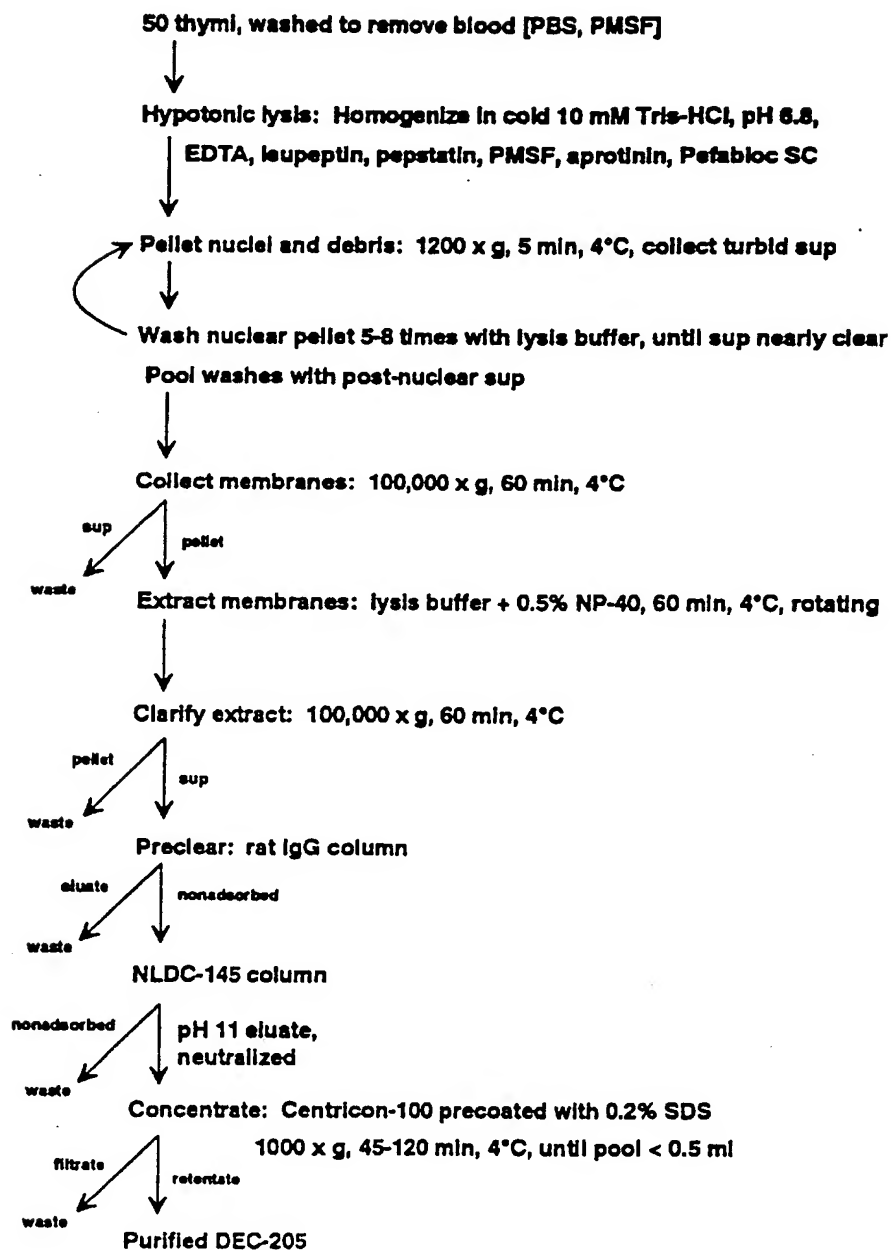 50 thymi, washed to remove blood [PBS, PMSF]
Hypotonic lysis: Homogenize in cold 10 mM Tris-HCl, pH 6.8,
EDTA, leupeptin, pepstatin, PMSF, aprotinin, Pefabloc SC
Pellet nuclei and debris: 1200 x g, 5 min, 4°C, collect turbid sup
Wash nuclear pellet 5-8 times with lysis buffer, until sup nearly clear
Pool washes with post-nuclear sup
Collect membranes: 100,000 x g, 60 min, 4°C
sup
pellet
waste
Extract membranes: lysis buffer + 0.5% NP-40, 60 min, 4°C, rotating
Clarify extract: 100,000 x g, 60 min, 4°C
pellet
sup
waste
Preclear: rat IgG column
eluate
nonadsorbed
waste
NLDC-145 column
nonadsorbed
pH 11 eluate,
neutralized
waste
Concentrate: Centricon-100 precoated with 0.2% SDS
1000 x g, 45-120 min, 4°C, until pool < 0.5 ml
filtrate
retentate
waste
Purified DEC-205